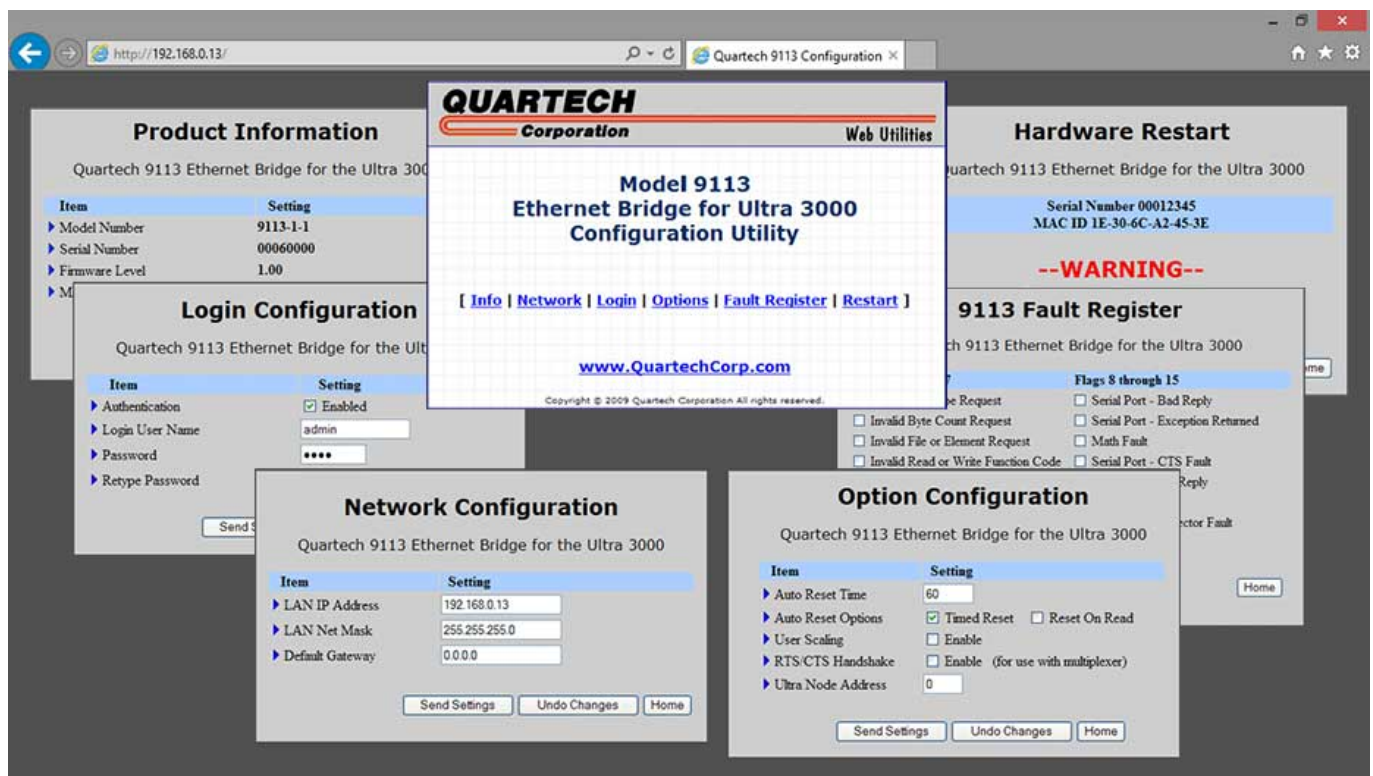 http://192.168.0.13/
Quartech 9113 Configuration
QUARTECH
Corporation
Web Utilities
Model 9113
Ethernet Bridge for Ultra 3000
Configuration Utility
[ Info | Network | Login | Options | Fault Register | Restart ]
www.QuartechCorp.com
Copyright © 2009 Quartech Corporation All rights reserved.
Product Information
Quartech 9113 Ethernet Bridge for the Ultra 300
Item Setting
Model Number 9113-1-1
Serial Number 00060000
Firmware Level 1.00
M
Hardware Restart
uartech 9113 Ethernet Bridge for the Ultra 3000
Serial Number 00012345
MAC ID 1E-30-6C-A2-45-3E
--WARNING--
me
Login Configuration
Quartech 9113 Ethernet Bridge for the Ult
Item Setting
Authentication Enabled
Login User Name admin
Password ••••
Retype Password
Send S
9113 Fault Register
ch 9113 Ethernet Bridge for the Ultra 3000
7 Flags 8 through 15
pe Request Serial Port - Bad Reply
Invalid Byte Count Request Serial Port - Exception Returned
Invalid File or Element Request Math Fault
Invalid Read or Write Function Code Serial Port - CTS Fault
Reply
ector Fault
Home
Network Configuration
Quartech 9113 Ethernet Bridge for the Ultra 3000
Item Setting
LAN IP Address 192.168.0.13
LAN Net Mask 255.255.255.0
Default Gateway 0.0.0.0
Send Settings Undo Changes Home
Option Configuration
Quartech 9113 Ethernet Bridge for the Ultra 3000
Item Setting
Auto Reset Time 60
Auto Reset Options Timed Reset Reset On Read
User Scaling Enable
RTS/CTS Handshake Enable (for use with multiplexer)
Ultra Node Address 0
Send Settings Undo Changes Home